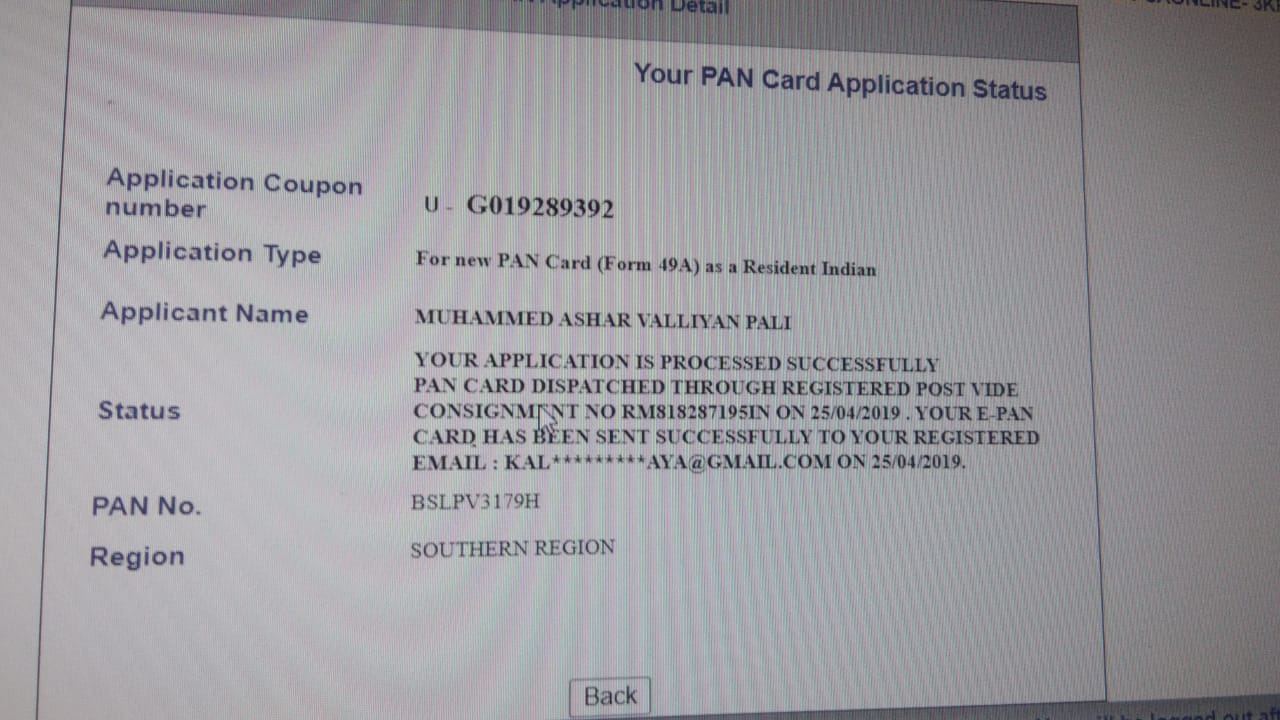 Application Detail
Your PAN Card Application Status
Application Coupon
number
U - G019289392
Application Type
For new PAN Card (Form 49A) as a Resident Indian
Applicant Name
MUHAMMED ASHAR VALLIYAN PALI
Status
YOUR APPLICATION IS PROCESSED SUCCESSFULLY
PAN CARD DISPATCHED THROUGH REGISTERED POST VIDE
CONSIGNMENT NO RM818287195IN ON 25/04/2019 . YOUR E-PAN
CARD HAS BEEN SENT SUCCESSFULLY TO YOUR REGISTERED
EMAIL : KAL*********AYA@GMAIL.COM ON 25/04/2019.
PAN No.
BSLPV3179H
Region
SOUTHERN REGION
Back